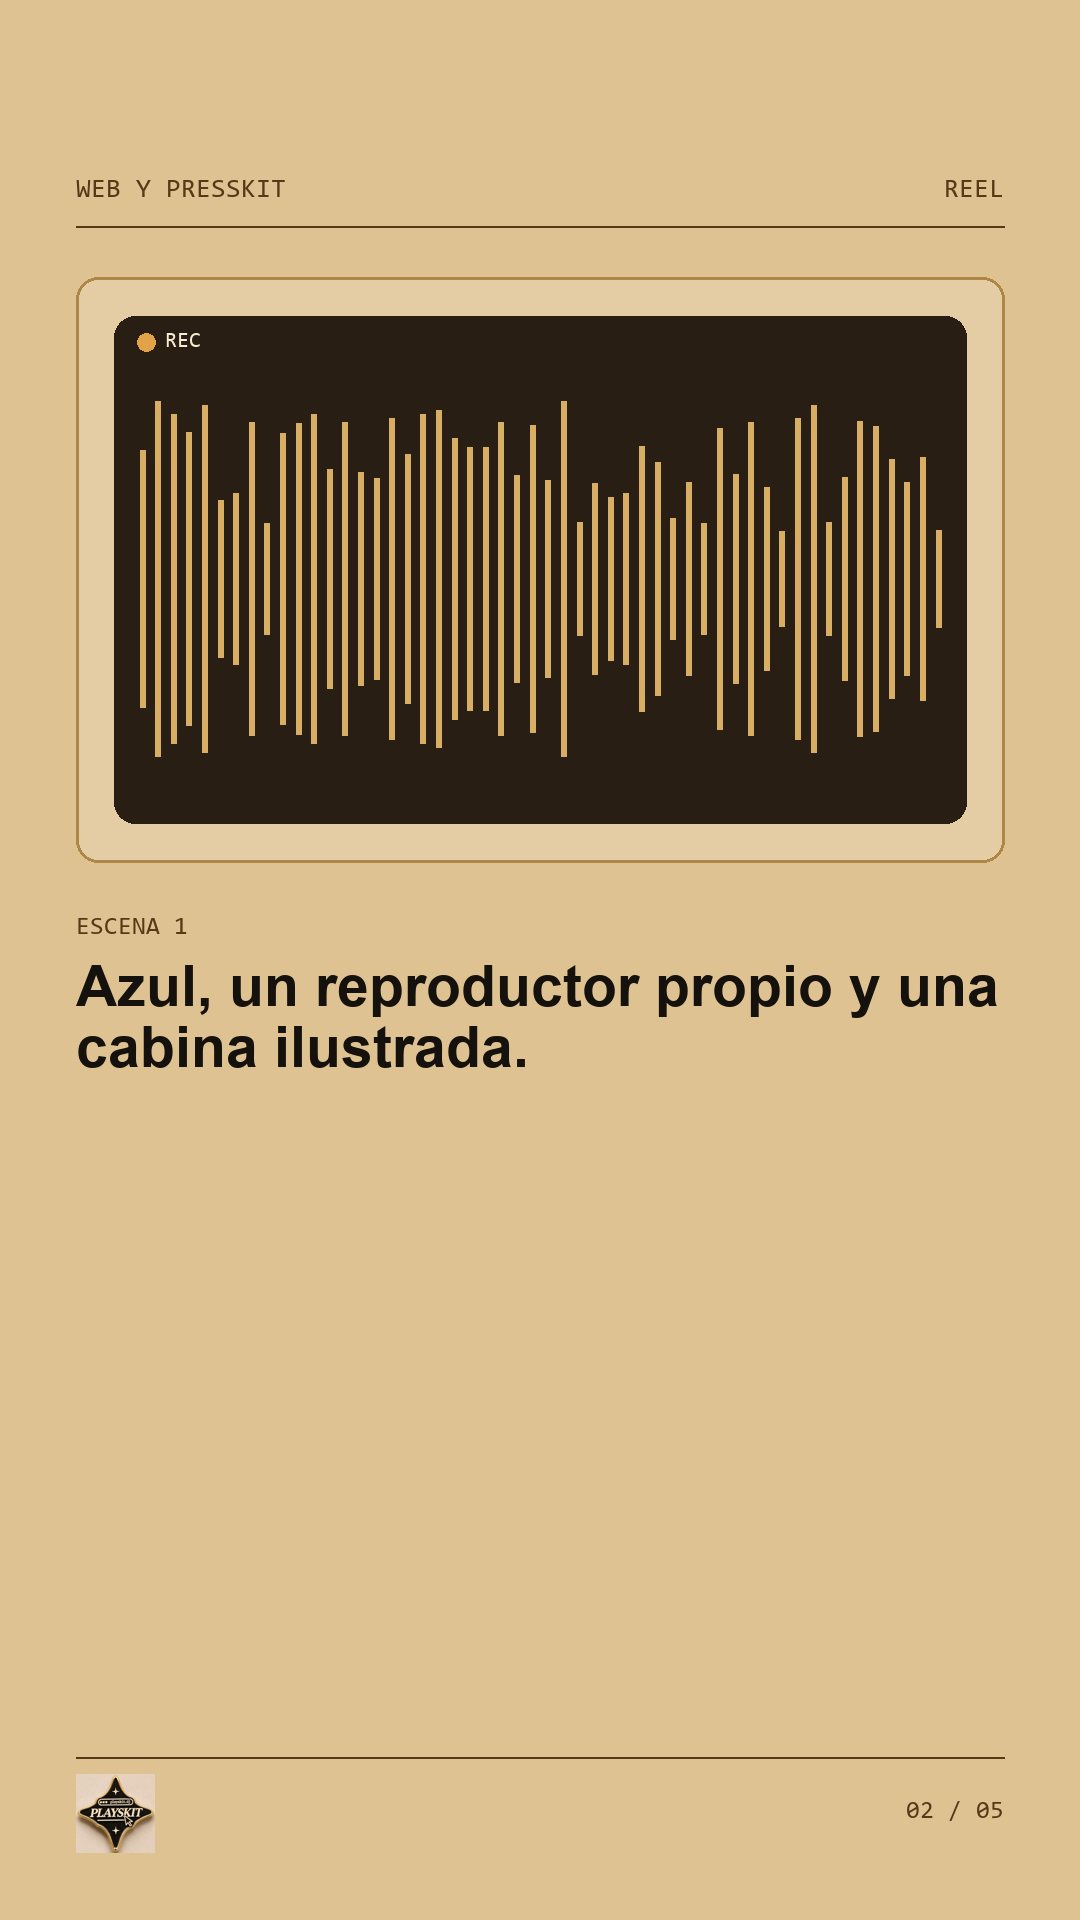 WEB Y PRESSKIT
REEL
REC
ESCENA 1
Azul, un reproductor propio y una
cabina ilustrada.
PLAYSKIT
02 / 05